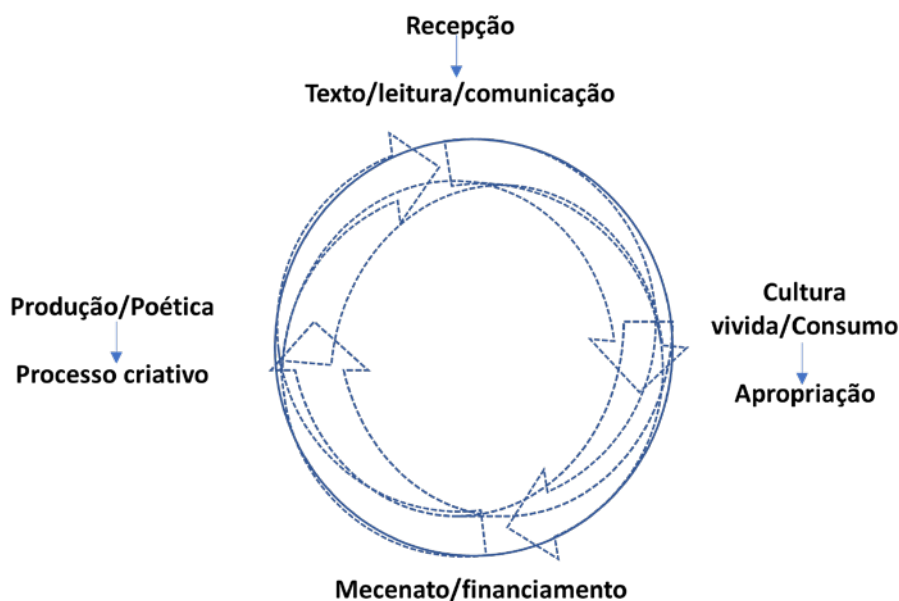 Recepção
Texto/leitura/comunicação
Produção/Poética
Processo criativo
Cultura
vivida/Consumo
Apropriação
Mecenato/financiamento